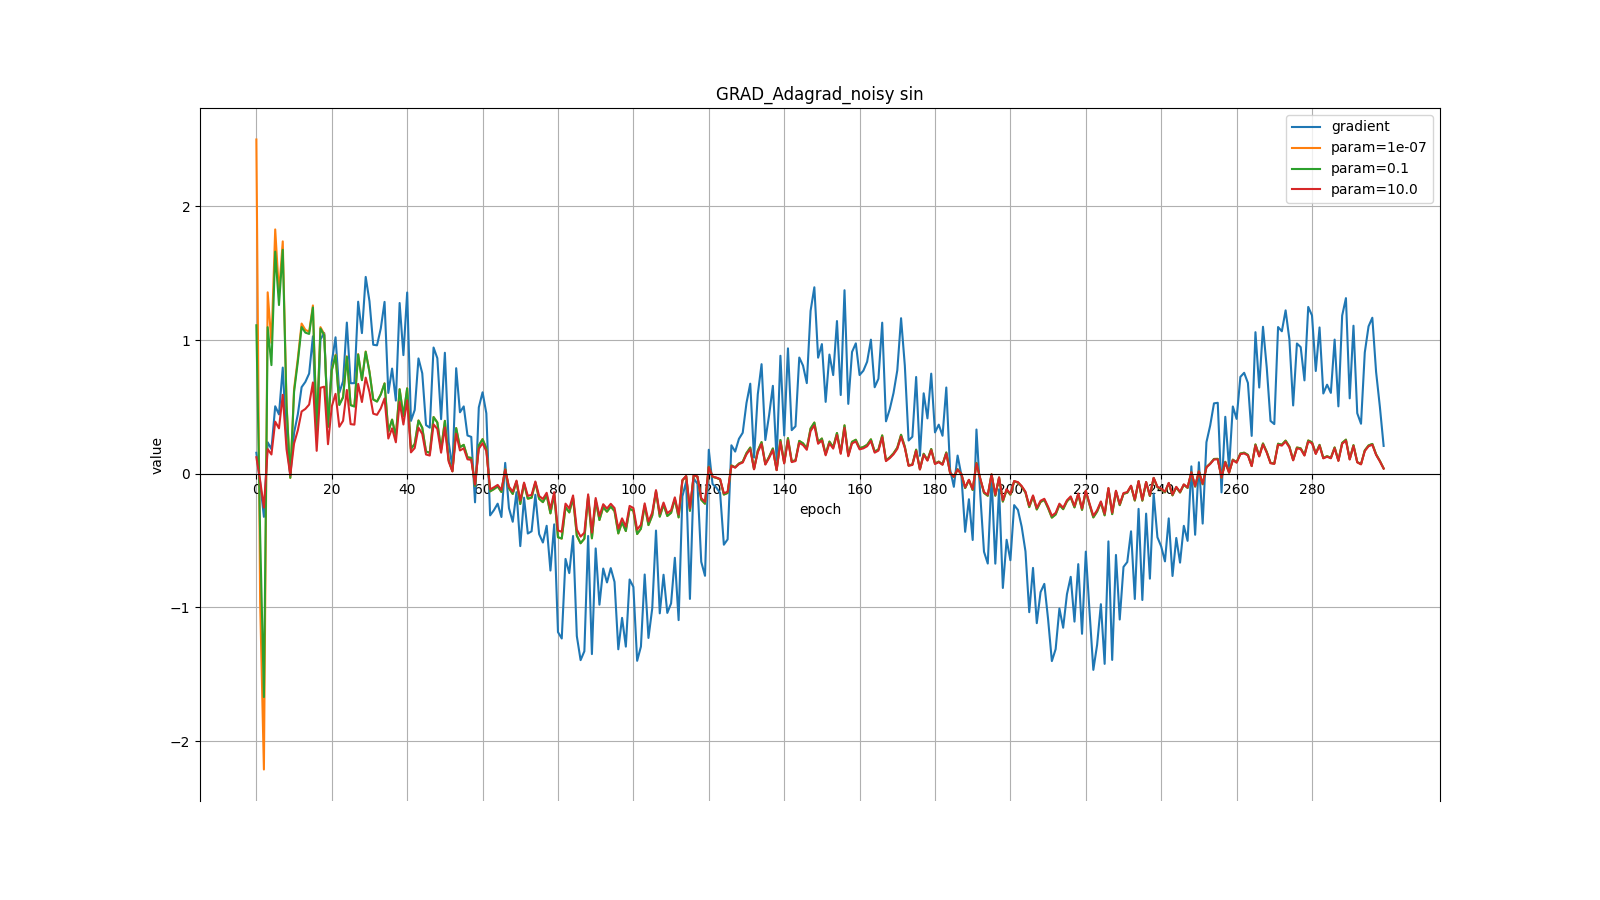 GRAD_Adagrad_noisy sin
gradient
param=1e-07
param=0.1
param=10.0
2
1
0
−1
−2
value
0 20 40 60 80 100 120 140 160 180 200 220 240 260 280
epoch